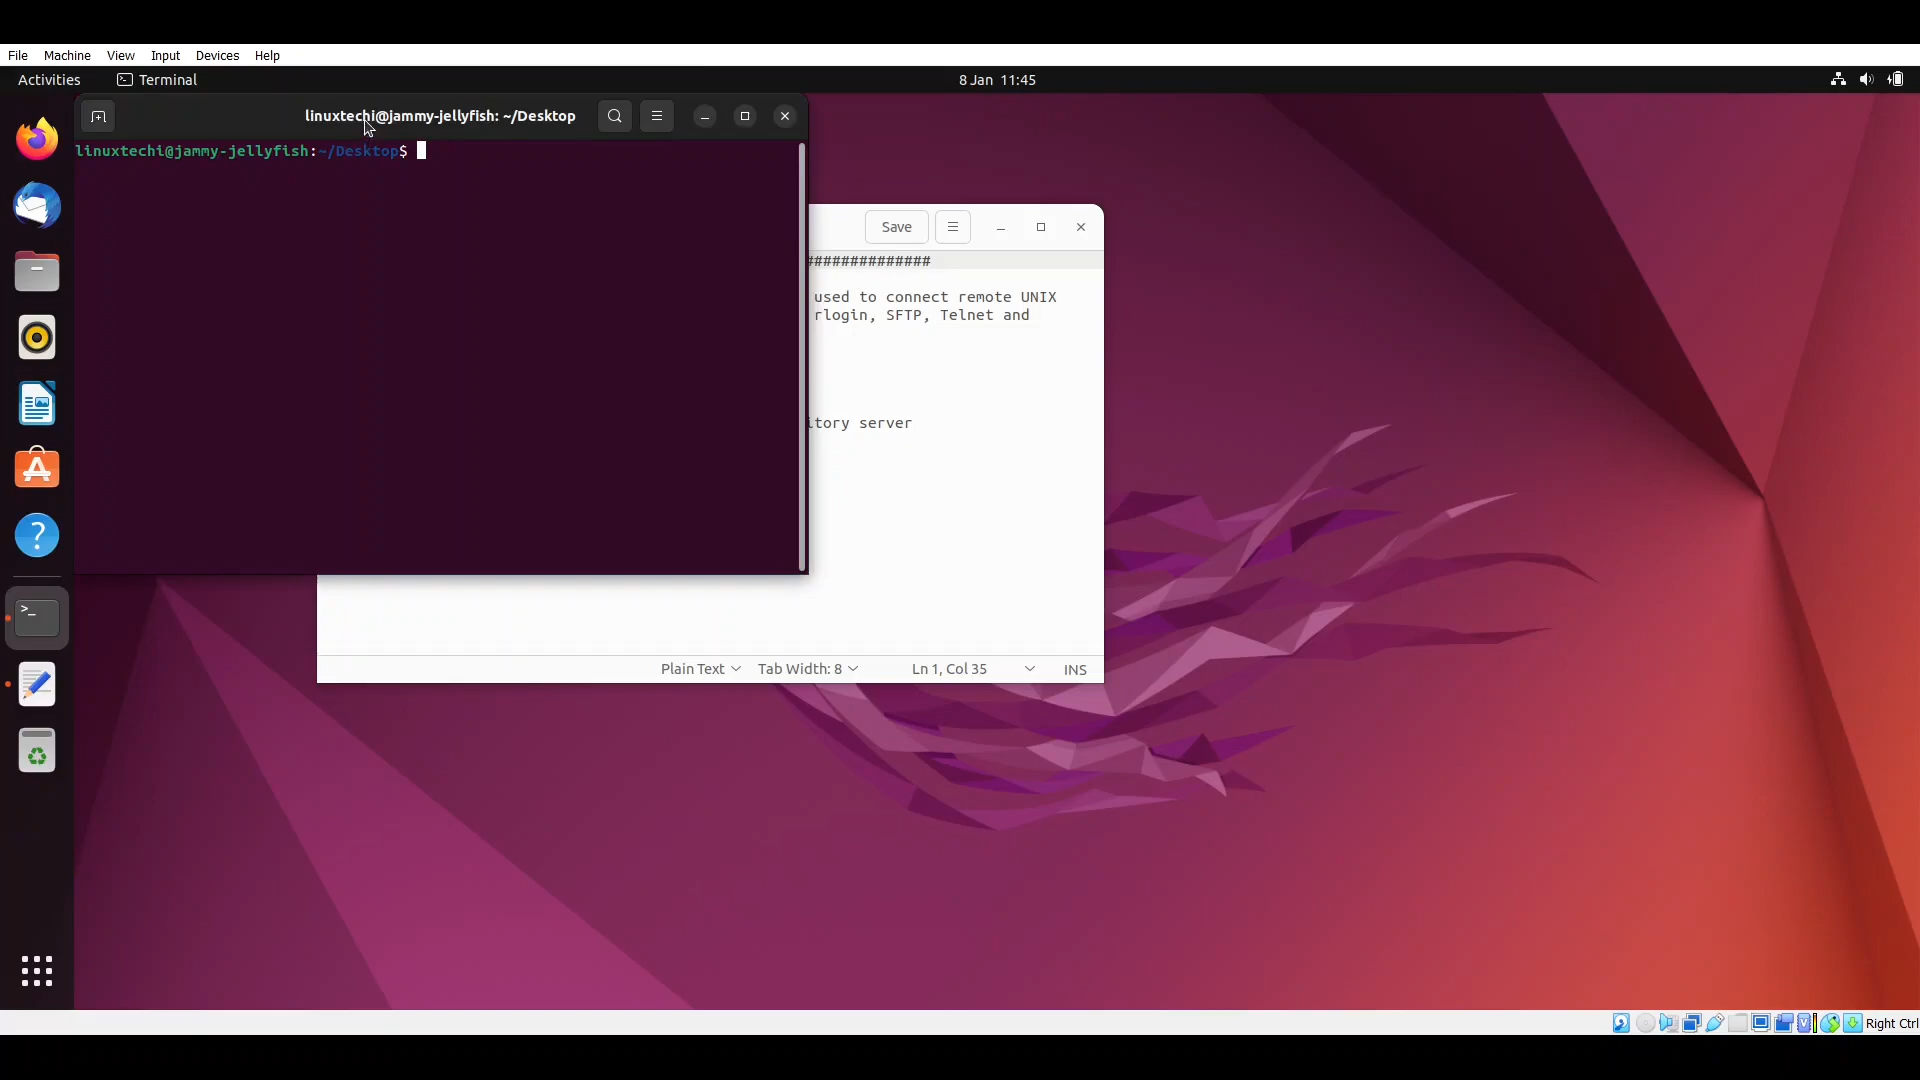 File Machine View Input Devices Help
Activities Terminal 8 Jan 11:45
linuxtechi@jammy-jellyfish: ~/Desktop
linuxtechi@jammy-jellyfish:~/Desktop$
Save
##############
used to connect remote UNIX
rlogin, SFTP, Telnet and
itory server
Plain Text Tab Width: 8 Ln 1, Col 35 INS
Right Ctrl